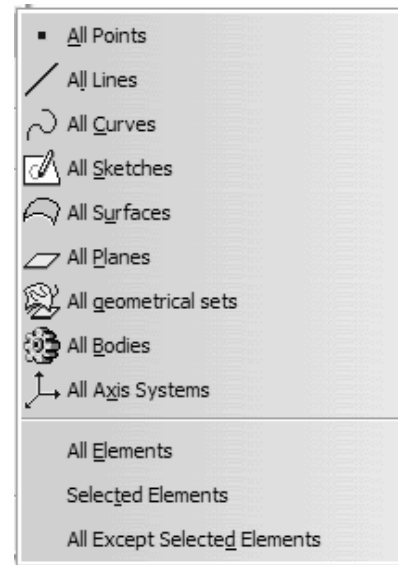 All Points
All Lines
All Curves
All Sketches
All Surfaces
All Planes
All geometrical sets
All Bodies
All Axis Systems
All Elements
Selected Elements
All Except Selected Elements